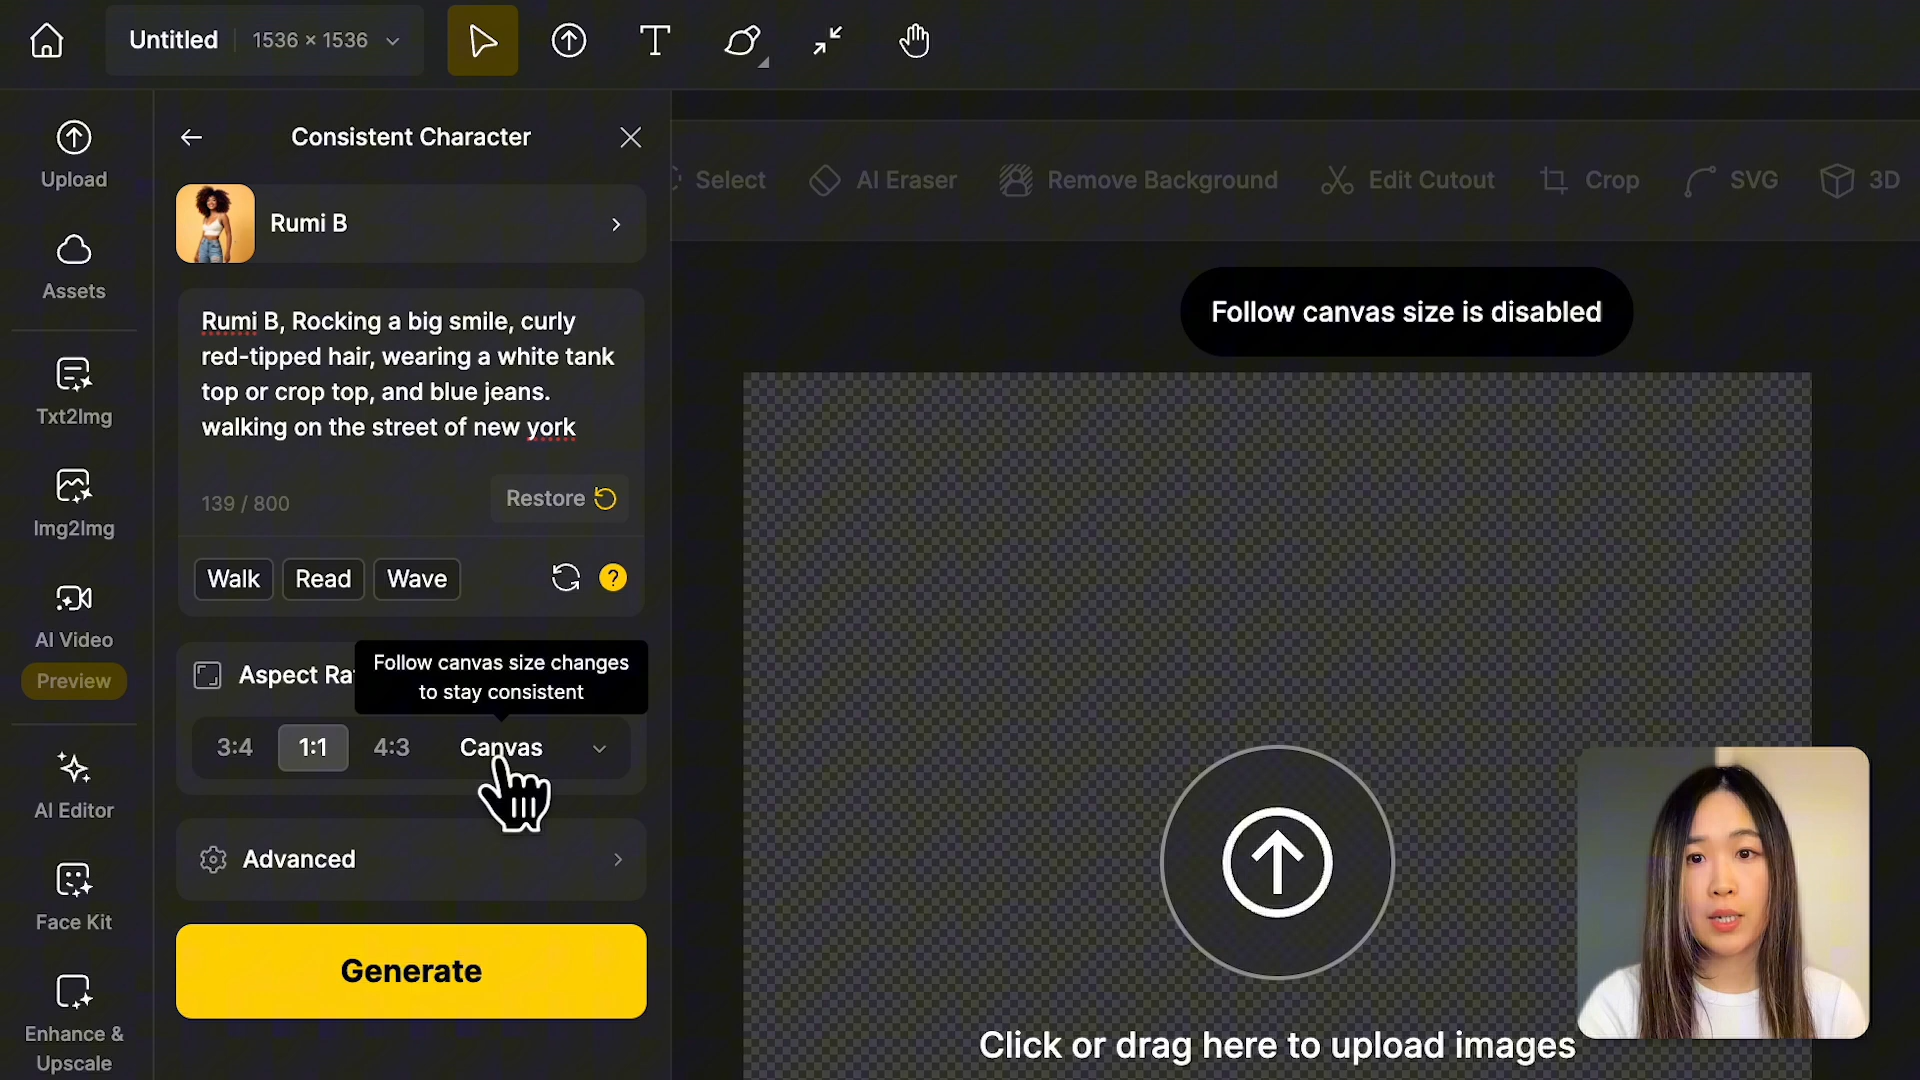 Untitled
1536 × 1536
Consistent Character
Upload
Assets
Txt2Img
Img2Img
AI Video
Preview
AI Editor
Face Kit
Enhance &
Upscale
Rumi B
Rumi B, Rocking a big smile, curly
red-tipped hair, wearing a white tank
top or crop top, and blue jeans.
walking on the street of new york
139 / 800
Restore
Walk
Read
Wave
?
Aspect Ra
Follow canvas size changes
to stay consistent
3:4
1:1
4:3
Canvas
Advanced
Generate
Select
AI Eraser
Remove Background
Edit Cutout
Crop
SVG
3D
Follow canvas size is disabled
Click or drag here to upload images